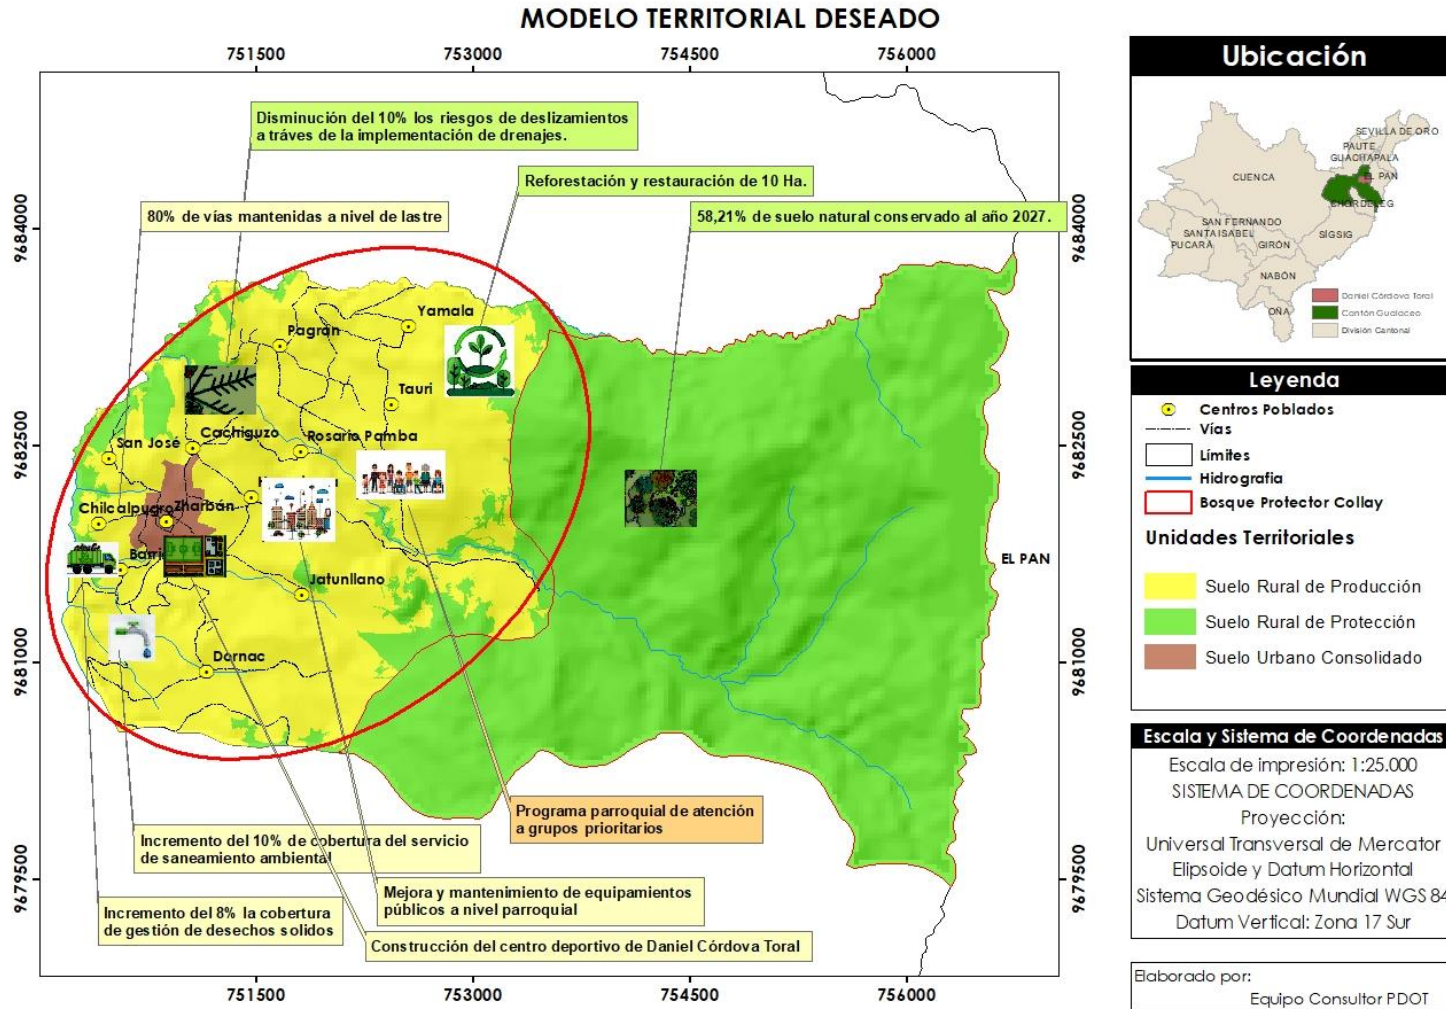 MODELO TERRITORIAL DESEADO
751500
753000
754500
756000
9684000
9682500
9681000
9679500
Disminución del 10% los riesgos de deslizamientos
a tráves de la implementación de drenajes.
Reforestación y restauración de 10 Ha.
80% de vías mantenidas a nivel de lastre
58,21% de suelo natural conservado al año 2027.
Yamala
Pagrán
Tauri
San José
Cachiguzo
Rosario Pamba
Chilcalpugro
Zharbán
Jatunllano
Dornac
EL PAN
Programa parroquial de atención
a grupos prioritarios
Incremento del 10% de cobertura del servicio
de saneamiento ambiental
Mejora y mantenimiento de equipamientos
públicos a nivel parroquial
Incremento del 8% la cobertura
de gestión de desechos solidos
Construcción del centro deportivo de Daniel Córdova Toral
9684000
9682500
9681000
9679500
751500
753000
754500
756000
Ubicación
SEVILLA DE ORO
PAUTE
GUACHAPALA
EL PAN
CUENCA
CHORDELEG
SAN FERNANDO
SANTA ISABEL
SÍGSIG
PUCARÁ
GIRÓN
NABÓN
OÑA
Daniel Córdova Toral
Cantón Gualaceo
División Cantonal
Leyenda
Centros Poblados
Vías
Límites
Hidrografia
Bosque Protector Collay
Unidades Territoriales
Suelo Rural de Producción
Suelo Rural de Protección
Suelo Urbano Consolidado
Escala y Sistema de Coordenadas
Escala de impresión: 1:25.000
SISTEMA DE COORDENADAS
Proyección:
Universal Transversal de Mercator
Elipsoide y Datum Horizontal
Sistema Geodésico Mundial WGS 84
Datum Vertical: Zona 17 Sur
Elaborado por:
Equipo Consultor PDOT